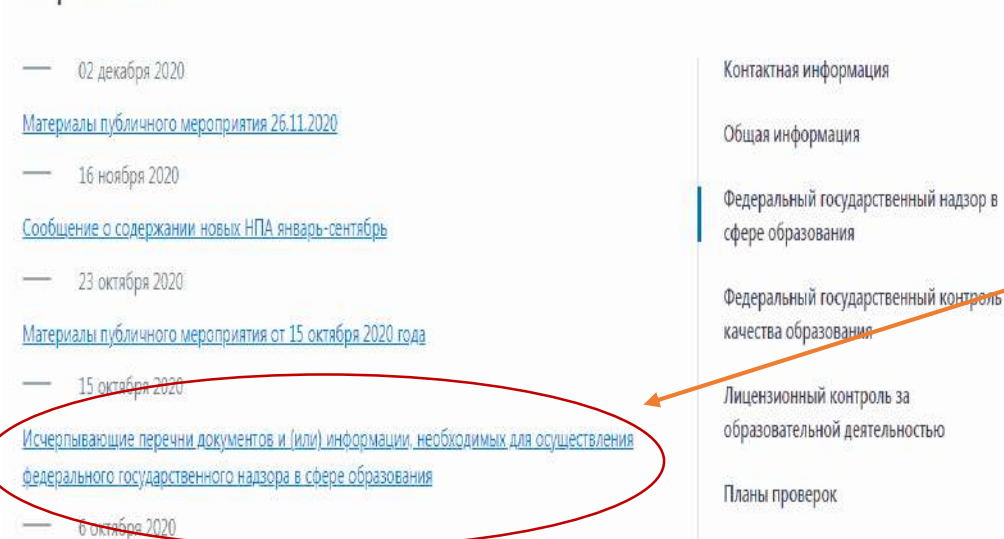 02 декабря 2020
Материалы публичного мероприятия 26.11.2020
16 ноября 2020
Сообщение о содержании новых НПА январь-сентябрь
23 октября 2020
Материалы публичного мероприятия от 15 октября 2020 года
15 октября 2020
Исчерпывающие перечни документов и (или) информации, необходимых для осуществления
федерального государственного надзора в сфере образования
6 октября 2020
Контактная информация
Общая информация
Федеральный государственный надзор в
сфере образования
Федеральный государственный контроль
качества образования
Лицензионный контроль за
образовательной деятельностью
Планы проверок